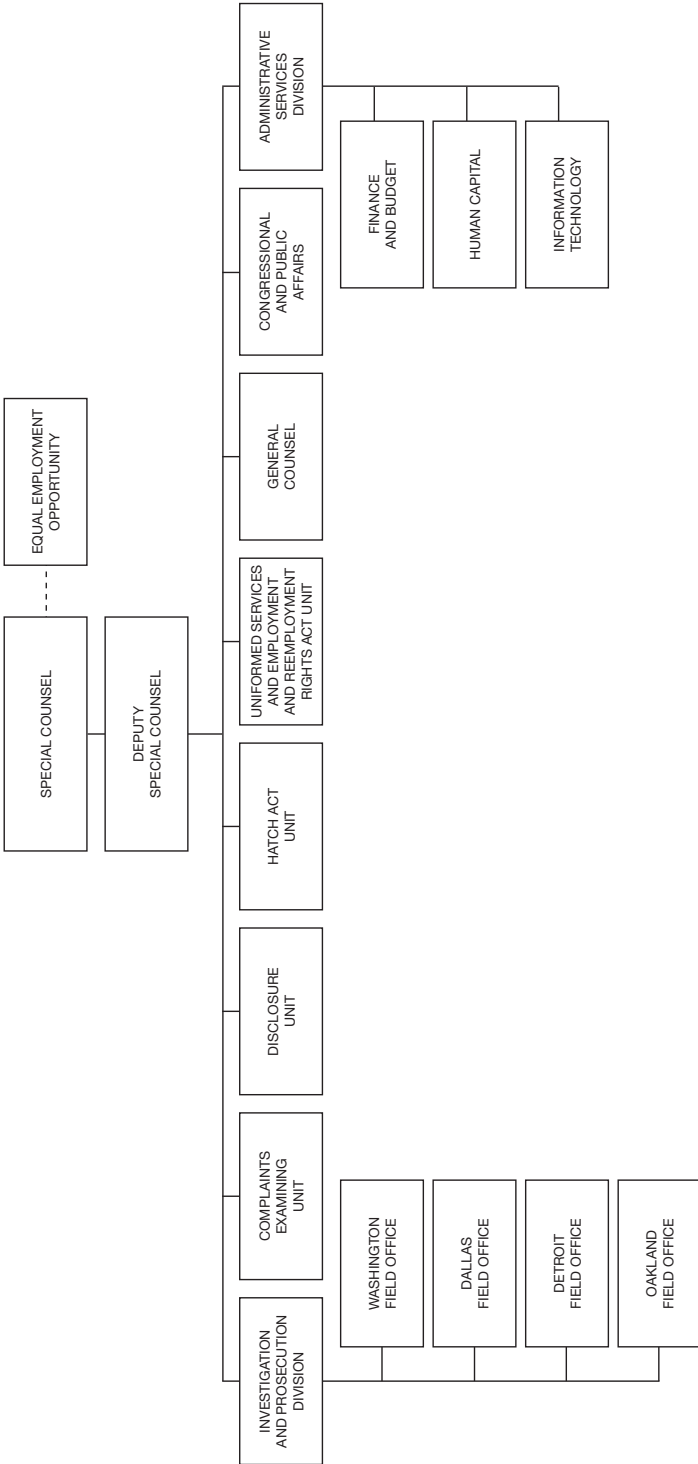 SPECIAL COUNSEL
EQUAL EMPLOYMENT
OPPORTUNITY
DEPUTY
SPECIAL COUNSEL
INVESTIGATION
AND PROSECUTION
DIVISION
COMPLAINTS
EXAMINING
UNIT
DISCLOSURE
UNIT
HATCH ACT
UNIT
UNIFORMED SERVICES
AND EMPLOYMENT
AND REEMPLOYMENT
RIGHTS ACT UNIT
GENERAL
COUNSEL
CONGRESSIONAL
AND PUBLIC
AFFAIRS
ADMINISTRATIVE
SERVICES
DIVISION
WASHINGTON
FIELD OFFICE
DALLAS
FIELD OFFICE
DETROIT
FIELD OFFICE
OAKLAND
FIELD OFFICE
FINANCE
AND BUDGET
HUMAN CAPITAL
INFORMATION
TECHNOLOGY